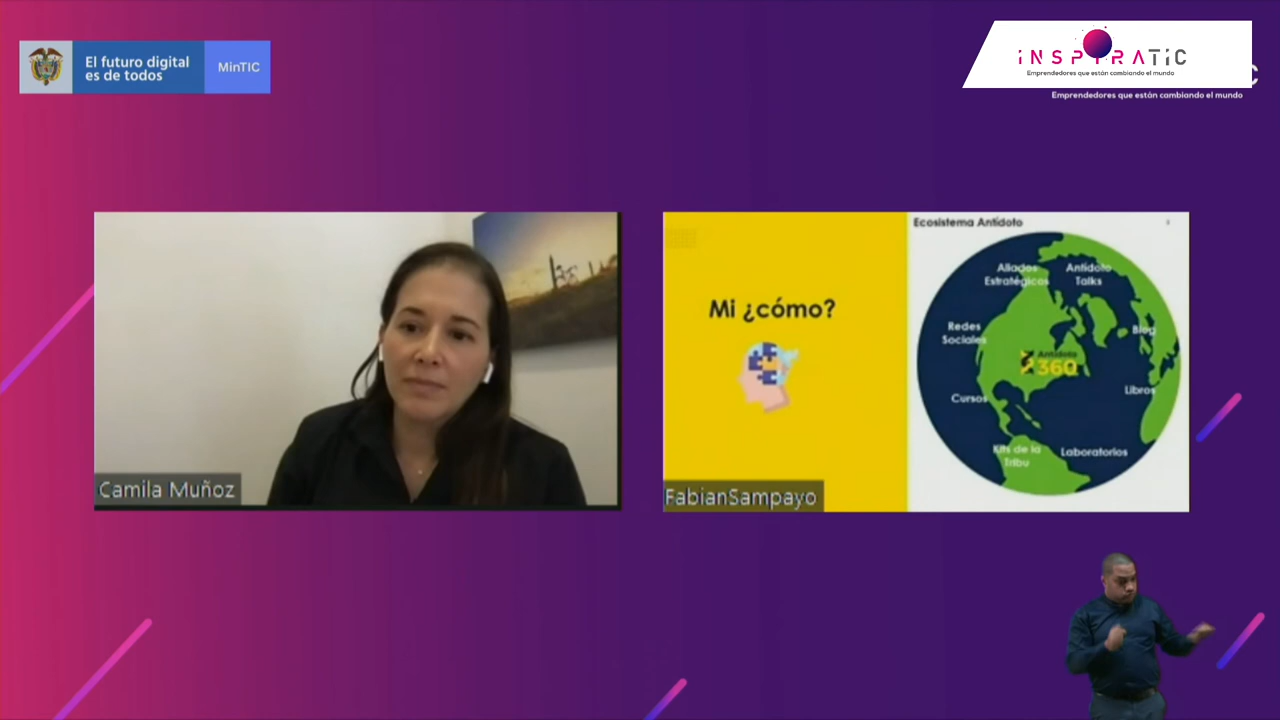 El futuro digital
es de todos
MinTIC
INSPIRATIC
Emprendedores que están cambiando el mundo
C
Emprendedores que están cambiando el mundo
Camila Muñoz
Mi ¿cómo?
FabianSampayo
Ecosistema Antídoto
Aliados
Estratégicos
Antídoto
Talks
Redes
Sociales
Blog
Antídoto
360
Cursos
Libros
Kits de la
Tribu
Laboratorios